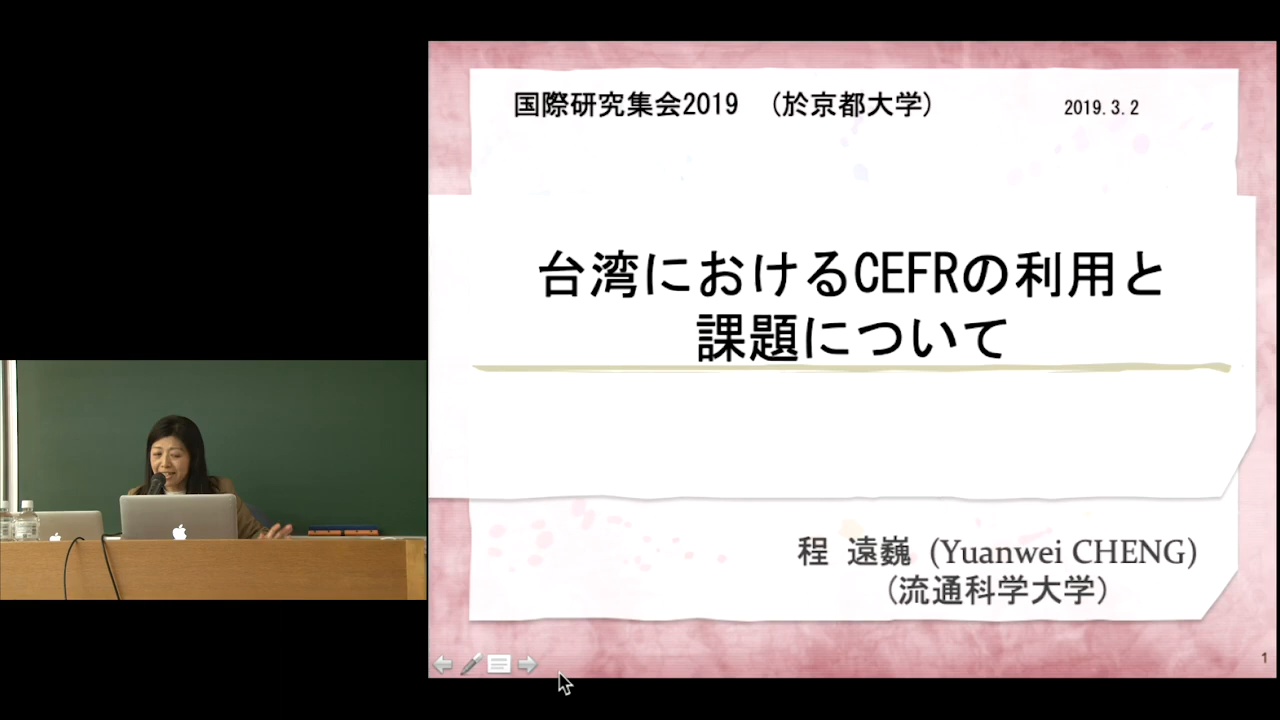 国際研究集会2019　(於京都大学)
2019.3.2
台湾におけるCEFRの利用と
課題について
程 遠巍 (Yuanwei CHENG)
(流通科学大学)
1